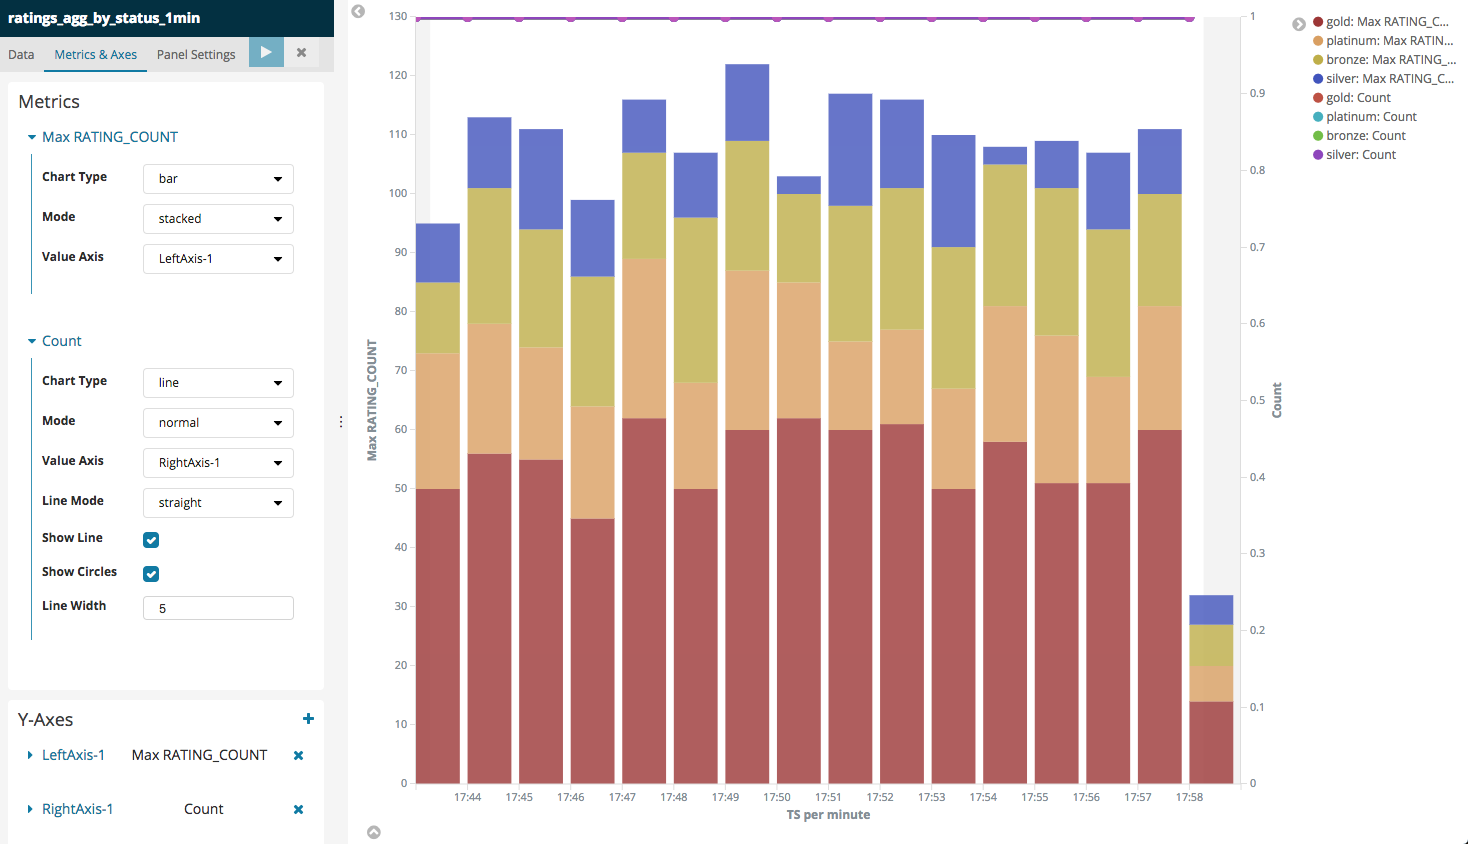 ratings_agg_by_status_1min
Data Metrics & Axes Panel Settings
Metrics
Max RATING_COUNT
Chart Type bar
Mode stacked
Value Axis LeftAxis-1
Count
Chart Type line
Mode normal
Value Axis RightAxis-1
Line Mode straight
Show Line
Show Circles
Line Width 5
Y-Axes
LeftAxis-1 Max RATING_COUNT
RightAxis-1 Count
Max RATING_COUNT
130
120
110
100
90
80
70
60
50
40
30
20
10
0
17:44 17:45 17:46 17:47 17:48 17:49 17:50 17:51 17:52 17:53 17:54 17:55 17:56 17:57 17:58
TS per minute
1
0.9
0.8
0.7
0.6
0.5
0.4
0.3
0.2
0.1
0
Count
gold: Max RATING_C...
platinum: Max RATIN...
bronze: Max RATING_...
silver: Max RATING_C...
gold: Count
platinum: Count
bronze: Count
silver: Count